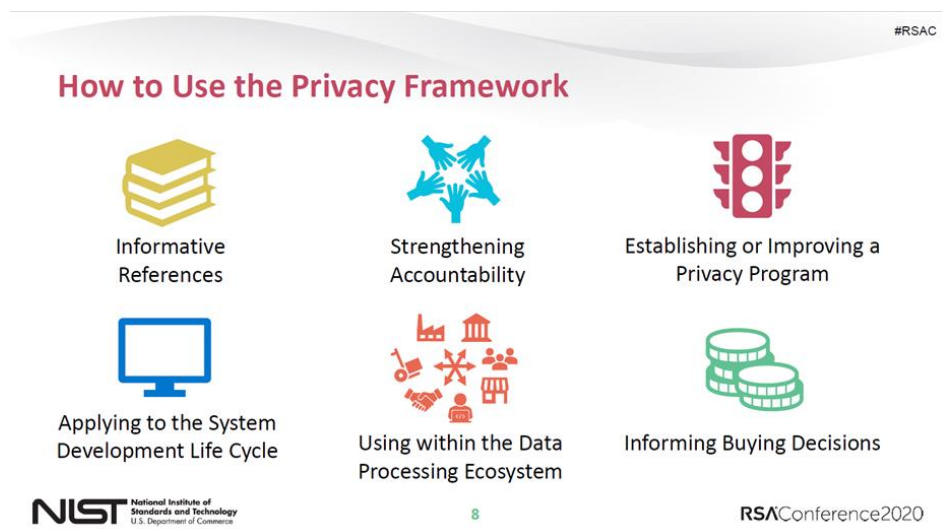 #RSAC
How to Use the Privacy Framework
Informative
References
Strengthening
Accountability
Establishing or Improving a
Privacy Program
Applying to the System
Development Life Cycle
Using within the Data
Processing Ecosystem
Informing Buying Decisions
NIST
National Institute of
Standards and Technology
U.S. Department of Commerce
8
RSAConference2020